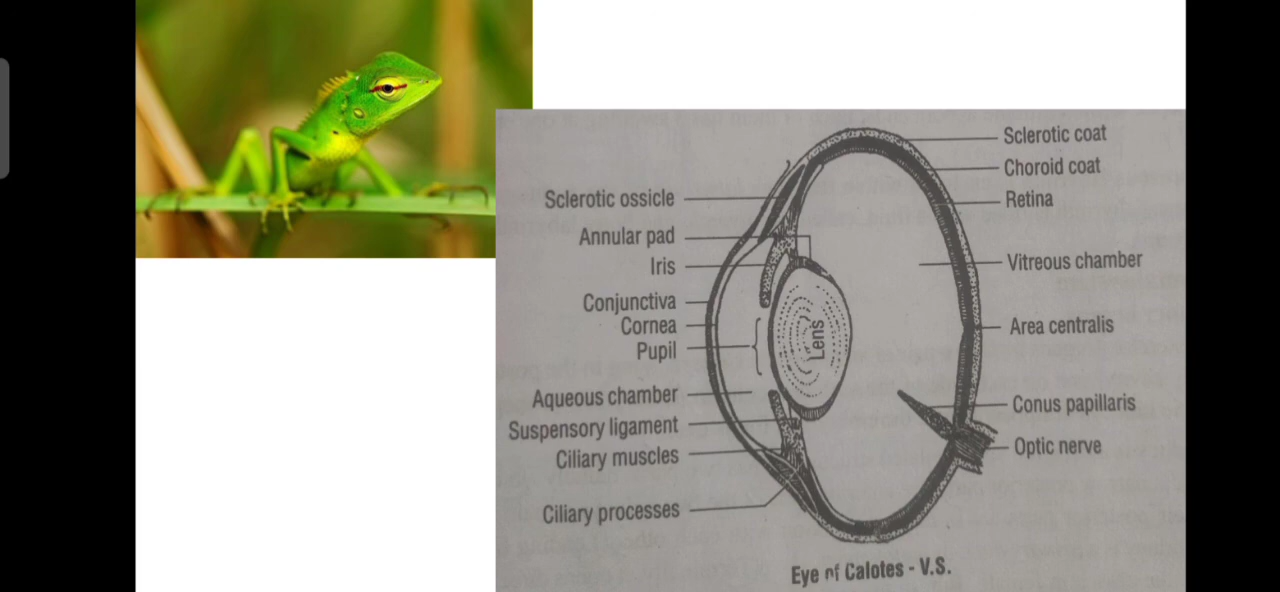 Sclerotic ossicle
Annular pad
Iris
Conjunctiva
Cornea
Pupil
Aqueous chamber
Suspensory ligament
Ciliary muscles
Ciliary processes
Lens
Sclerotic coat
Choroid coat
Retina
Vitreous chamber
Area centralis
Conus papillaris
Optic nerve
Eye of Calotes - V.S.